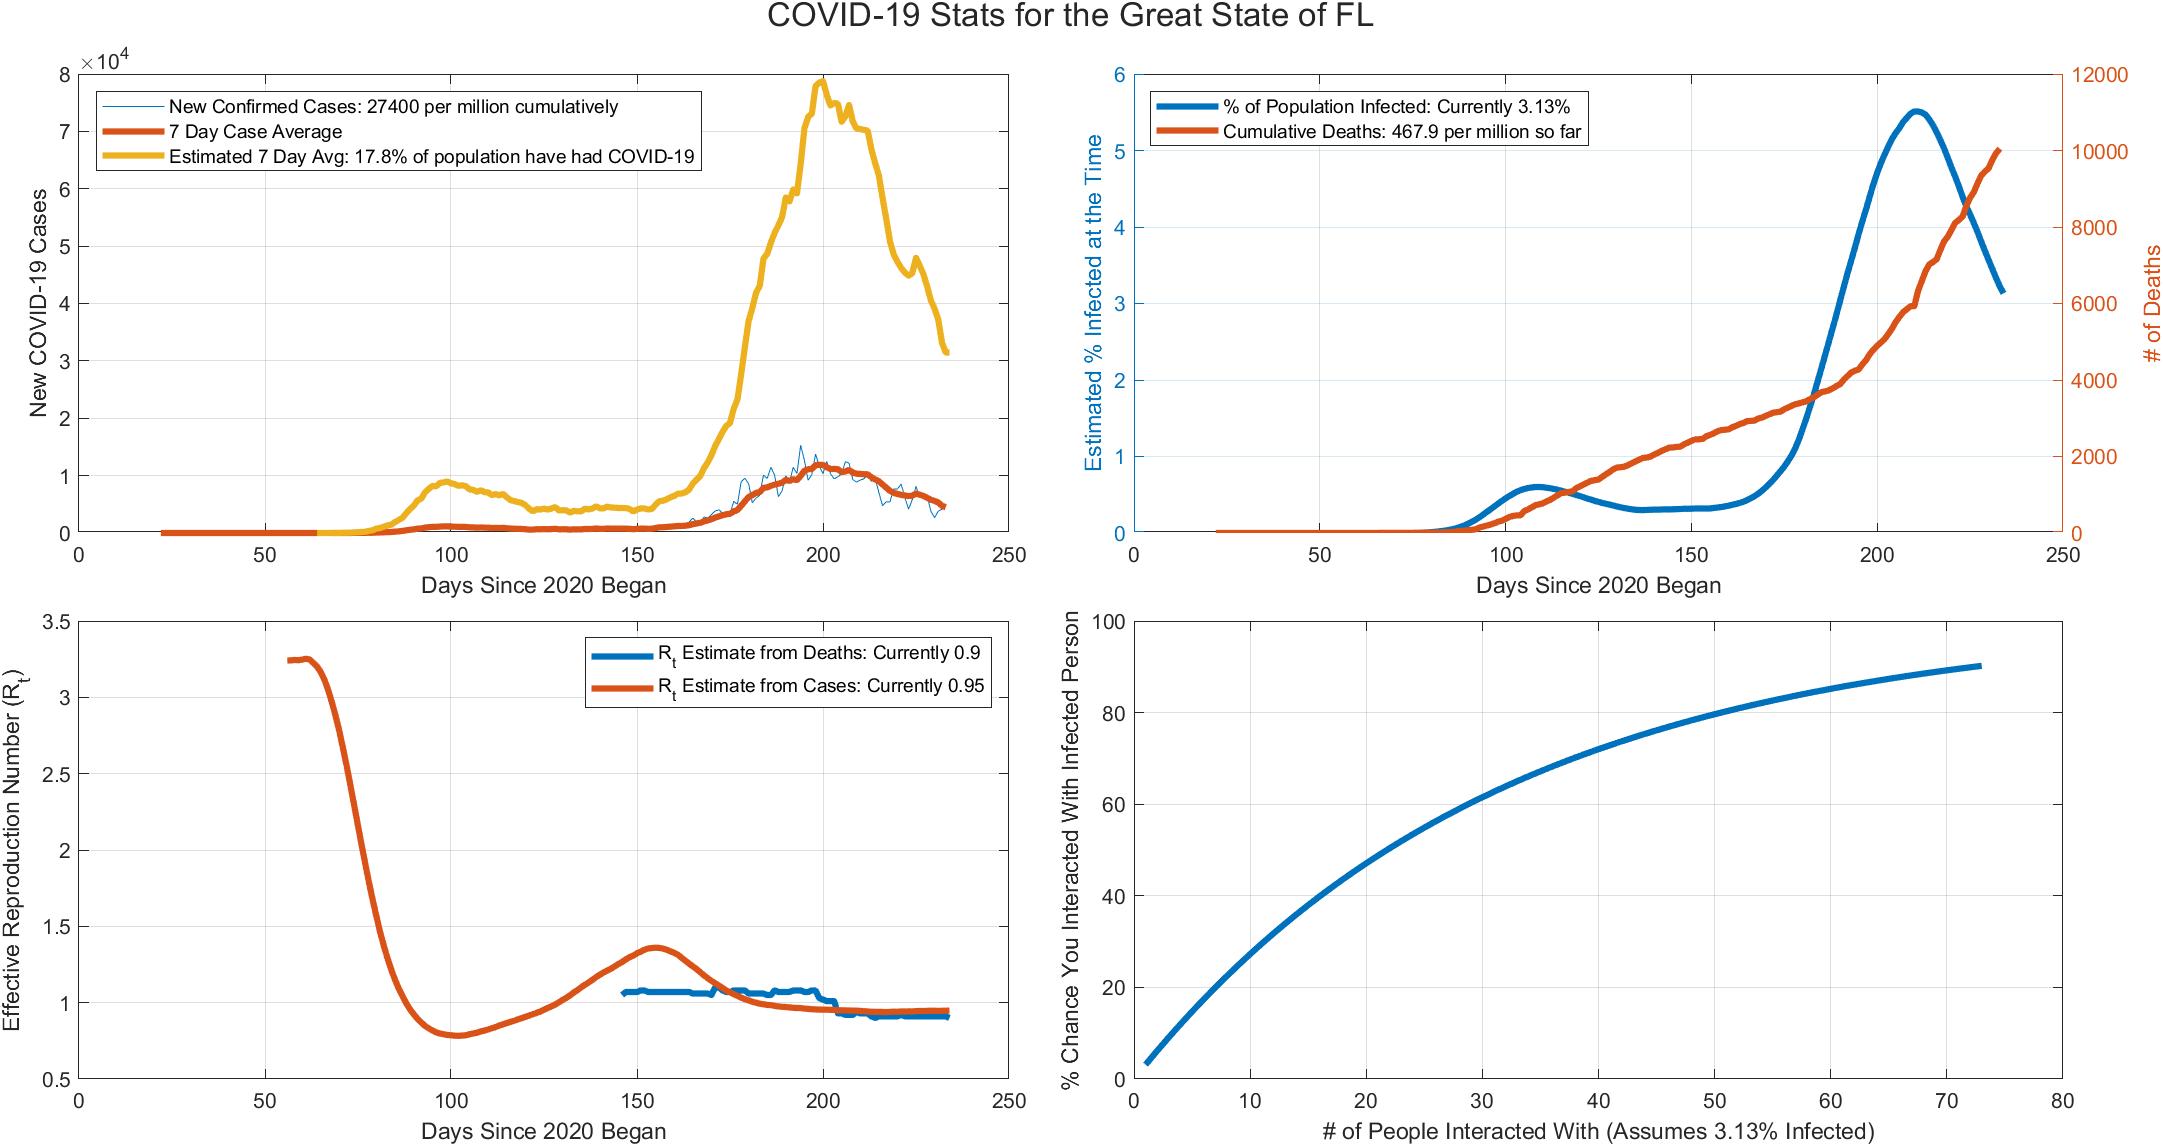 COVID-19 Stats for the Great State of FL
×10⁴
8
7
6
5
4
3
2
1
0
New COVID-19 Cases
New Confirmed Cases: 27400 per million cumulatively
7 Day Case Average
Estimated 7 Day Avg: 17.8% of population have had COVID-19
0 50 100 150 200 250
Days Since 2020 Began
6
5
4
3
2
1
0
Estimated % Infected at the Time
% of Population Infected: Currently 3.13%
Cumulative Deaths: 467.9 per million so far
12000
10000
8000
6000
4000
2000
0
# of Deaths
0 50 100 150 200 250
Days Since 2020 Began
3.5
3
2.5
2
1.5
1
0.5
Effective Reproduction Number (Rt)
Rt Estimate from Deaths: Currently 0.9
Rt Estimate from Cases: Currently 0.95
0 50 100 150 200 250
Days Since 2020 Began
100
80
60
40
20
0
% Chance You Interacted With Infected Person
0 10 20 30 40 50 60 70 80
# of People Interacted With (Assumes 3.13% Infected)